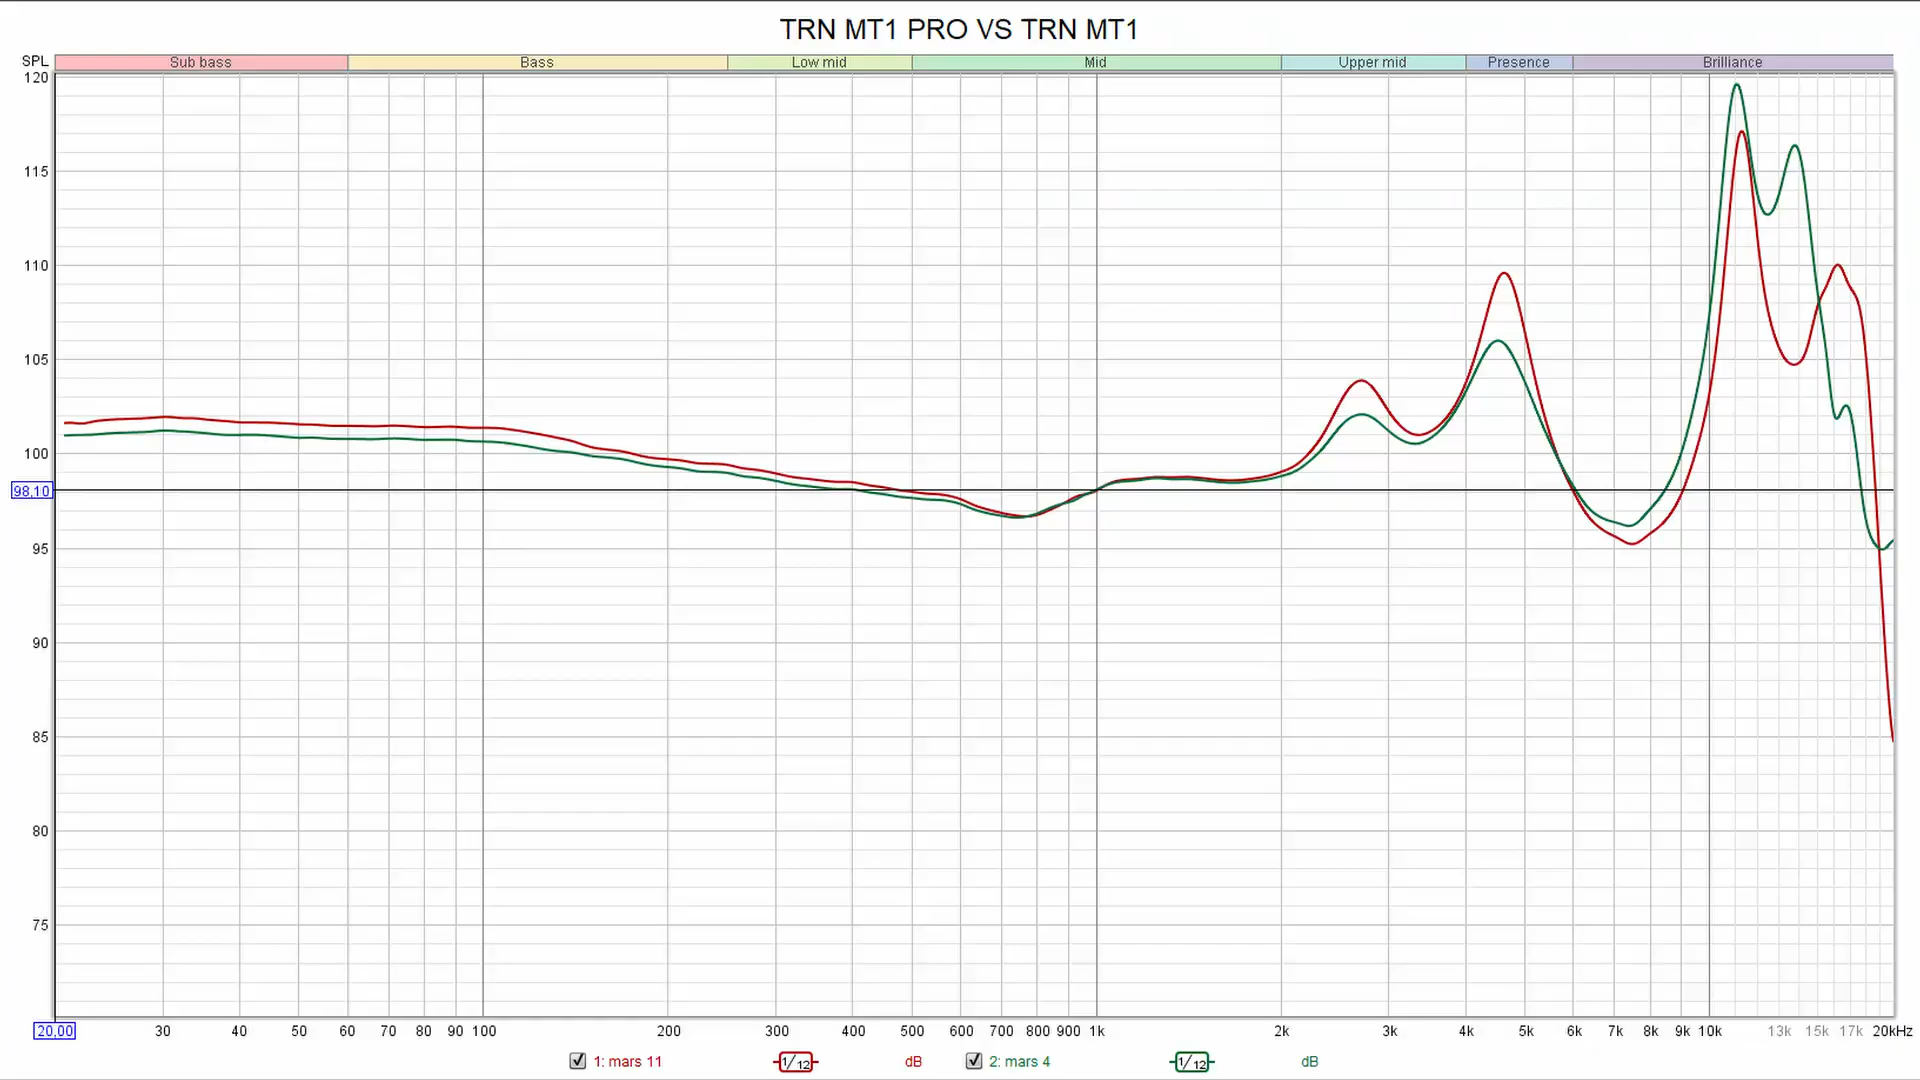 TRN MT1 PRO VS TRN MT1
SPL Sub bass Bass Low mid Mid Upper mid Presence Brilliance
120
115
110
105
100
98,10
95
90
85
80
75
20,00 30 40 50 60 70 80 90 100 200 300 400 500 600 700 800 900 1k 2k 3k 4k 5k 6k 7k 8k 9k 10k 13k 15k 17k 20kHz
1: mars 11 1/12 dB 2: mars 4 1/12 dB